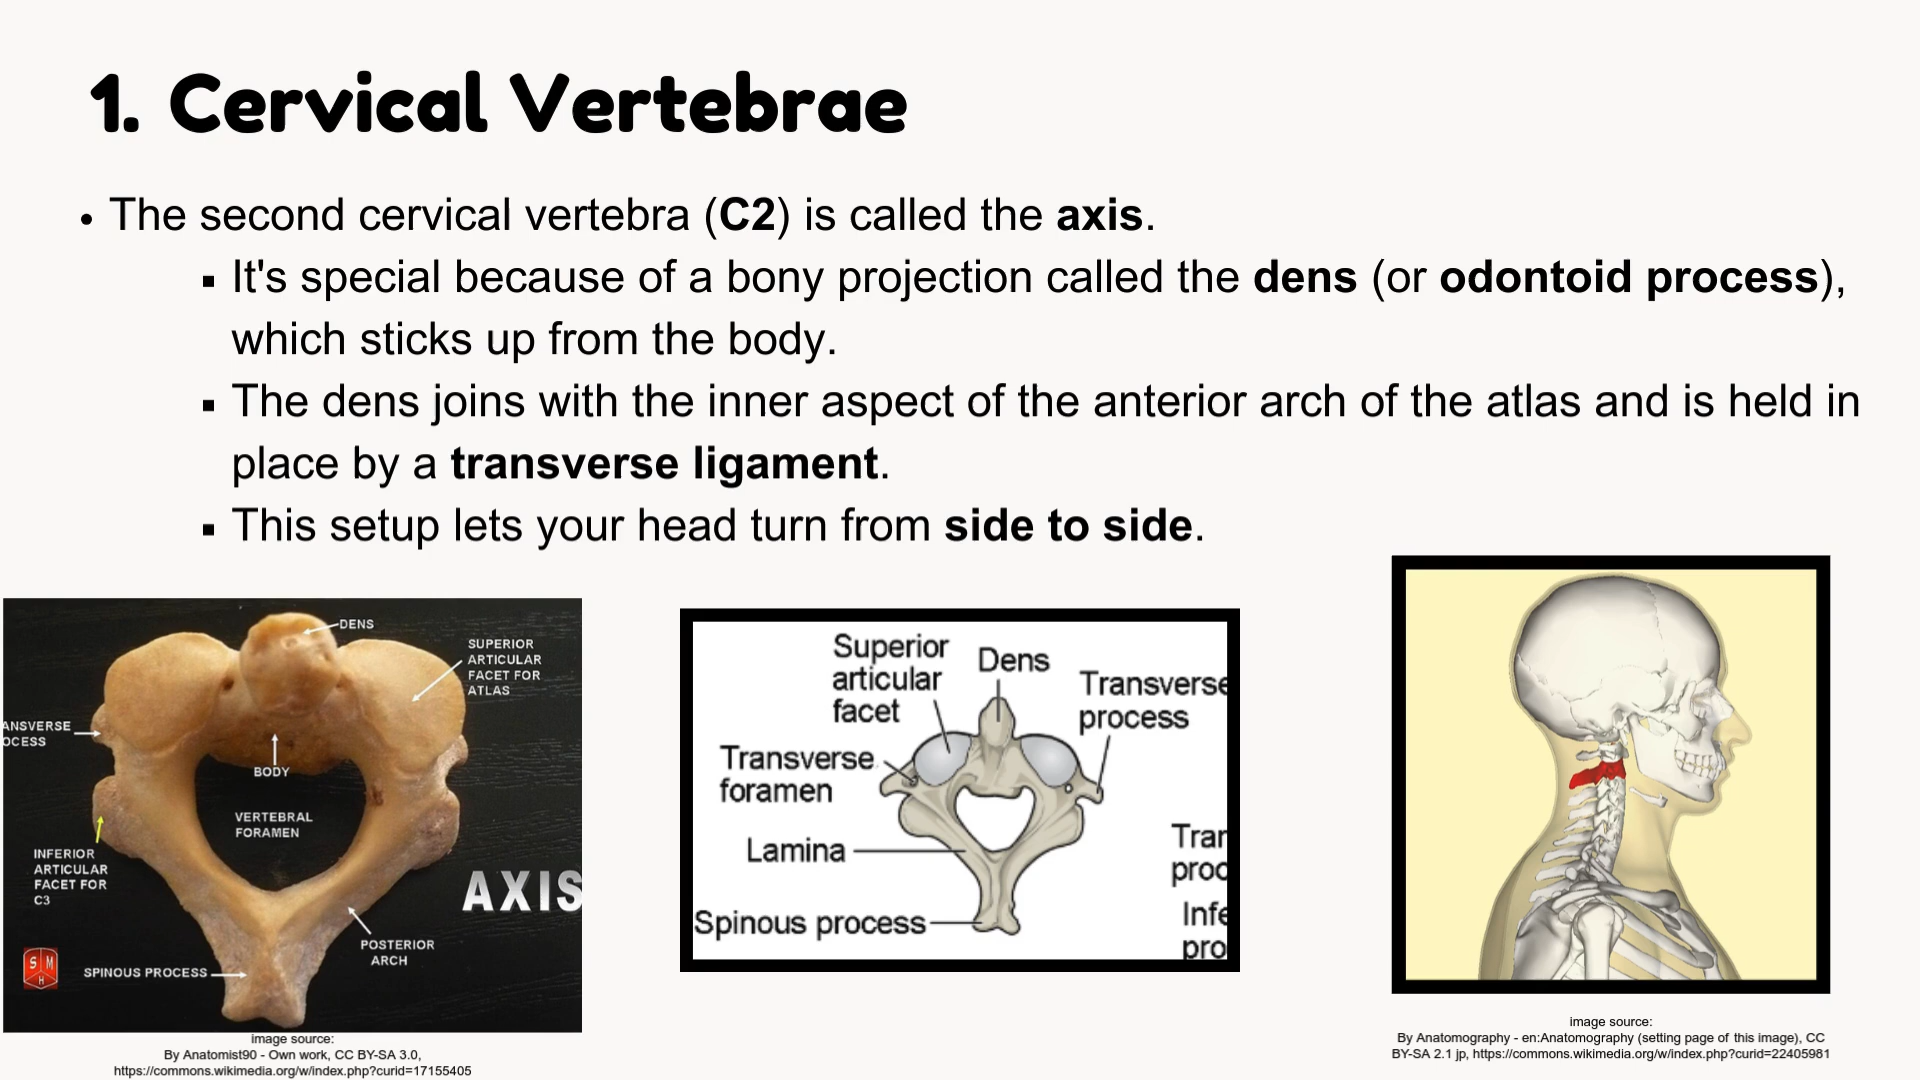 1. Cervical Vertebrae
• The second cervical vertebra (C2) is called the axis.
▪ It's special because of a bony projection called the dens (or odontoid process),
which sticks up from the body.
▪ The dens joins with the inner aspect of the anterior arch of the atlas and is held in
place by a transverse ligament.
▪ This setup lets your head turn from side to side.
DENS
SUPERIOR
ARTICULAR
FACET FOR
ATLAS
ANSVERSE
OCESS
BODY
VERTEBRAL
FORAMEN
INFERIOR
ARTICULAR
FACET FOR
C3
AXIS
POSTERIOR
ARCH
SPINOUS PROCESS
S M
H
image source:
By Anatomist90 - Own work, CC BY-SA 3.0,
https://commons.wikimedia.org/w/index.php?curid=17155405
Superior
articular
facet
Dens
Transverse
process
Transverse
foramen
Lamina
Spinous process
Tran
proc
Infe
pro
image source:
By Anatomography - en:Anatomography (setting page of this image), CC
BY-SA 2.1 jp, https://commons.wikimedia.org/w/index.php?curid=22405981